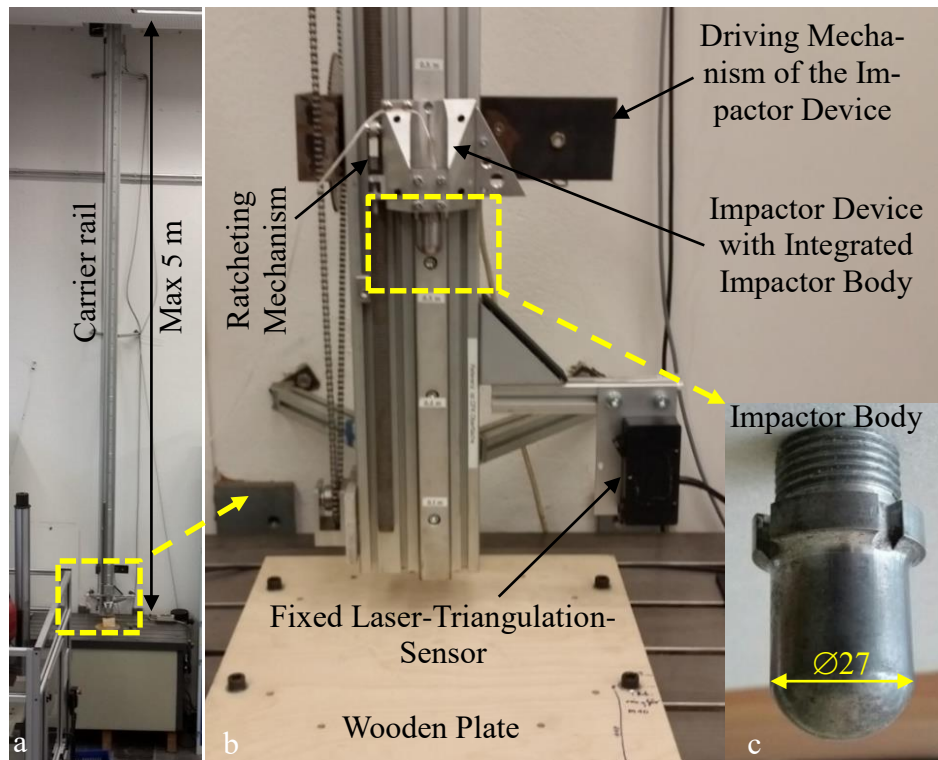 Carrier rail
Max 5 m
a
Driving Mecha-
nism of the Im-
pactor Device
Ratcheting
Mechanism
Impactor Device
with Integrated
Impactor Body
Fixed Laser-Triangulation-
Sensor
Wooden Plate
b
Impactor Body
Ø27
c